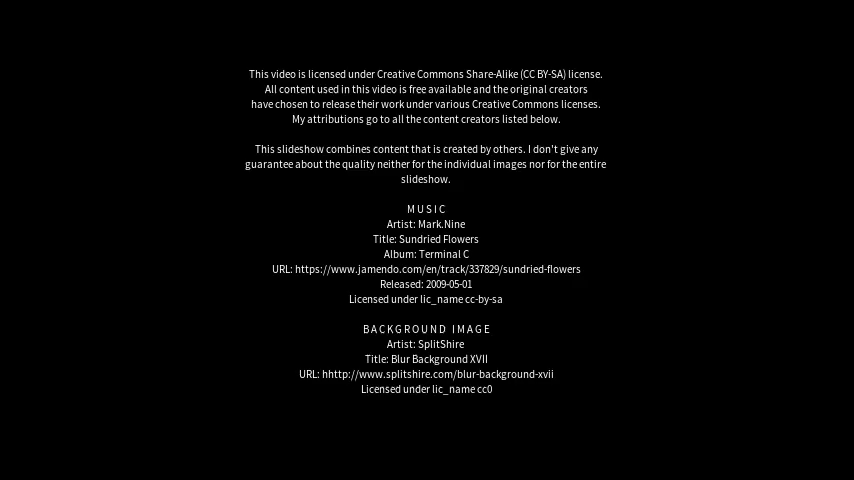 This video is licensed under Creative Commons Share-Alike (CC BY-SA) license.
All content used in this video is free available and the original creators
have chosen to release their work under various Creative Commons licenses.
My attributions go to all the content creators listed below.
This slideshow combines content that is created by others. I don't give any
guarantee about the quality neither for the individual images nor for the entire
slideshow.
MUSIC
Artist: Mark.Nine
Title: Sundried Flowers
Album: Terminal C
URL: https://www.jamendo.com/en/track/337829/sundried-flowers
Released: 2009-05-01
Licensed under lic_name cc-by-sa
BACKGROUND IMAGE
Artist: SplitShire
Title: Blur Background XVII
URL: hhttp://www.splitshire.com/blur-background-xvii
Licensed under lic_name cc0